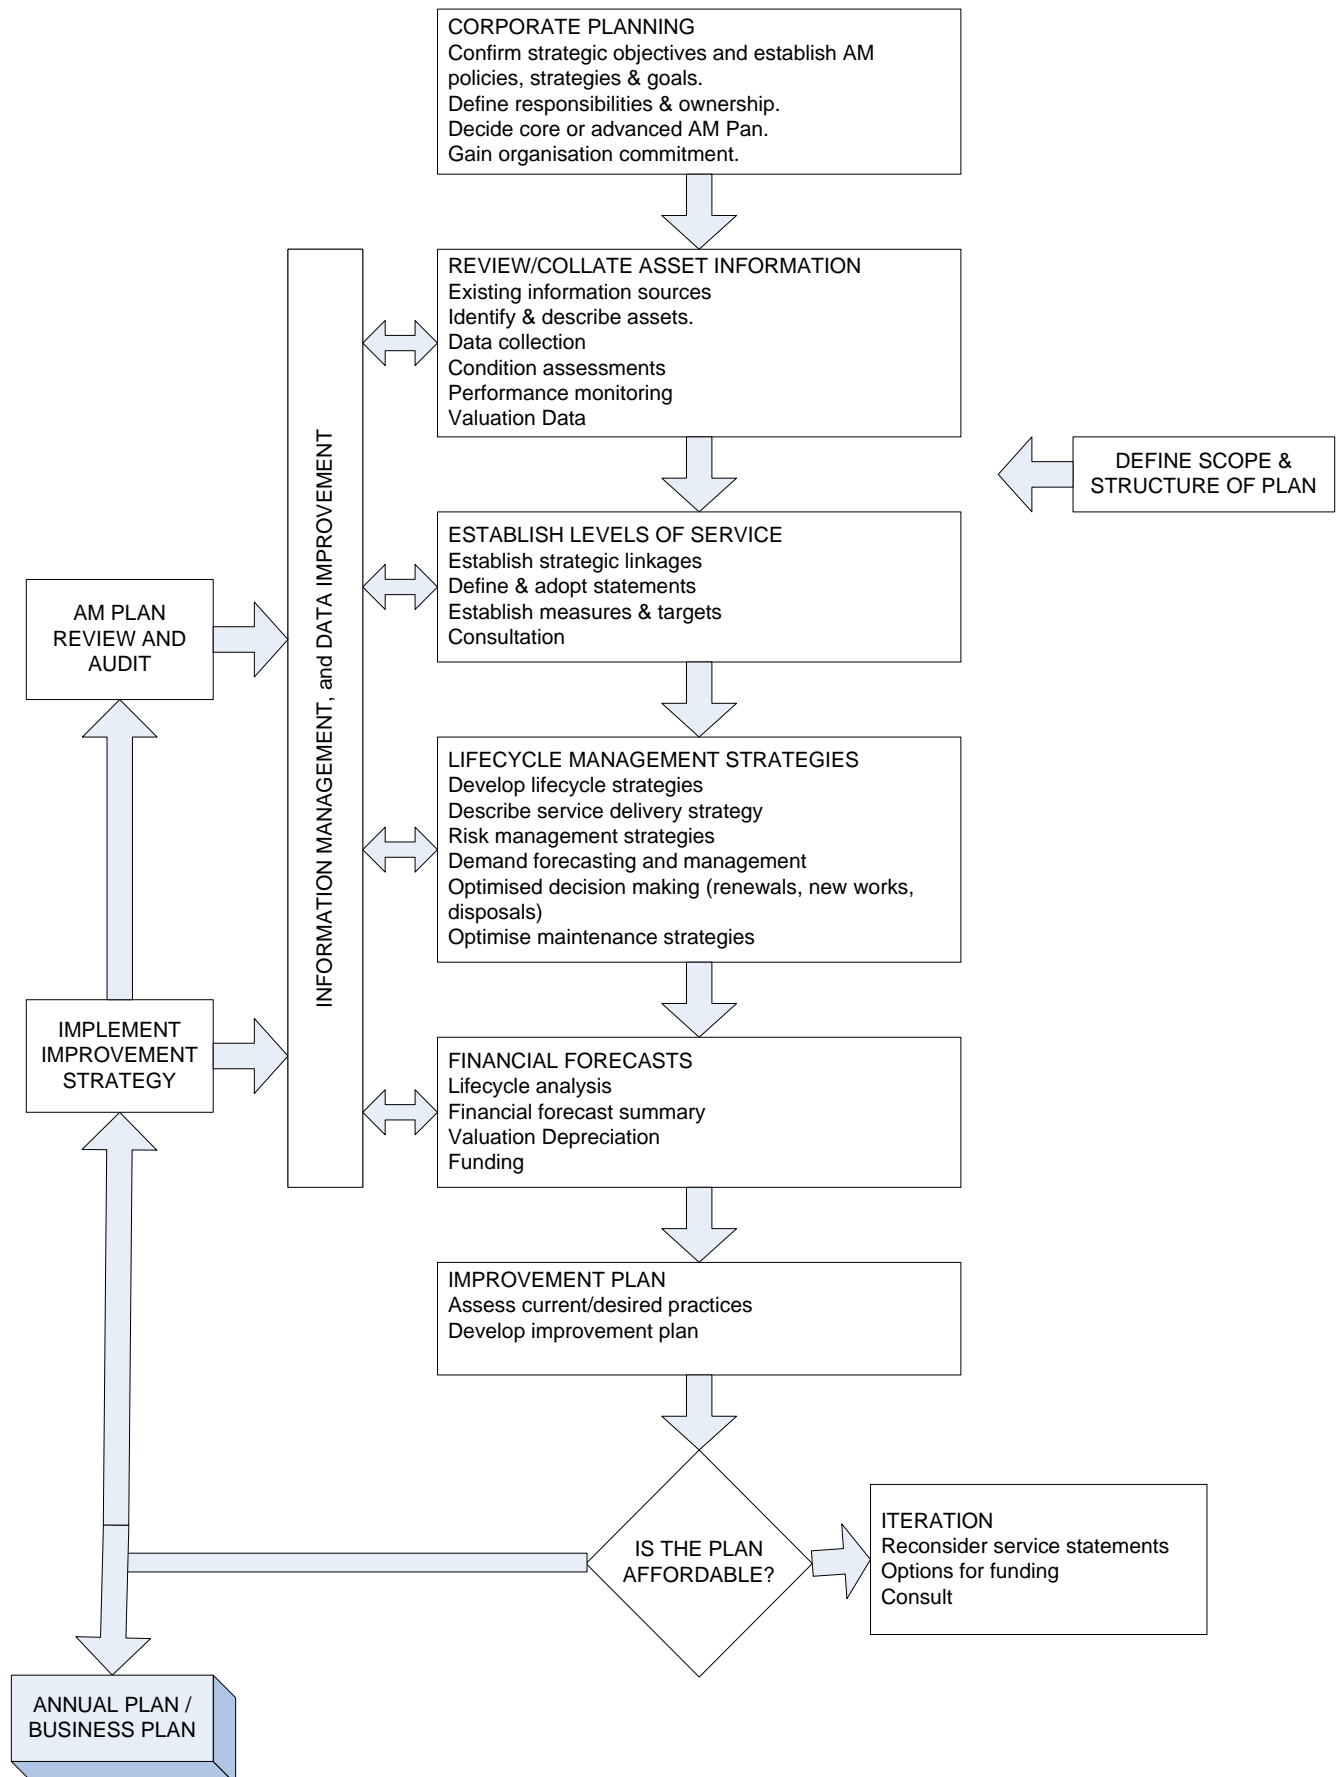 CORPORATE PLANNING
Confirm strategic objectives and establish AM
policies, strategies & goals.
Define responsibilities & ownership.
Decide core or advanced AM Pan.
Gain organisation commitment.
REVIEW/COLLATE ASSET INFORMATION
Existing information sources
Identify & describe assets.
Data collection
Condition assessments
Performance monitoring
Valuation Data
DEFINE SCOPE &
STRUCTURE OF PLAN
INFORMATION MANAGEMENT, and DATA IMPROVEMENT
ESTABLISH LEVELS OF SERVICE
Establish strategic linkages
Define & adopt statements
Establish measures & targets
Consultation
AM PLAN
REVIEW AND
AUDIT
LIFECYCLE MANAGEMENT STRATEGIES
Develop lifecycle strategies
Describe service delivery strategy
Risk management strategies
Demand forecasting and management
Optimised decision making (renewals, new works,
disposals)
Optimise maintenance strategies
IMPLEMENT
IMPROVEMENT
STRATEGY
FINANCIAL FORECASTS
Lifecycle analysis
Financial forecast summary
Valuation Depreciation
Funding
IMPROVEMENT PLAN
Assess current/desired practices
Develop improvement plan
IS THE PLAN
AFFORDABLE?
ITERATION
Reconsider service statements
Options for funding
Consult
ANNUAL PLAN /
BUSINESS PLAN